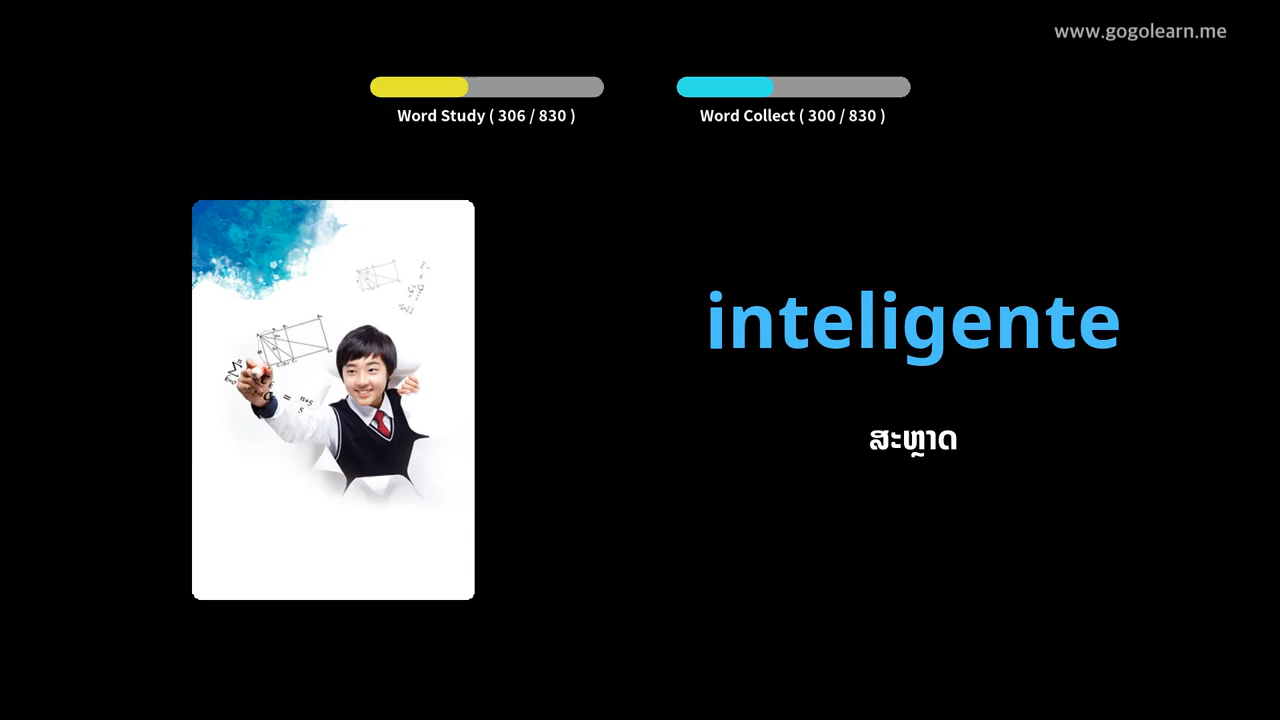 www.gogolearn.me
Word Study ( 306 / 830 )
Word Collect ( 300 / 830 )
inteligente
ສະຫຼາດ